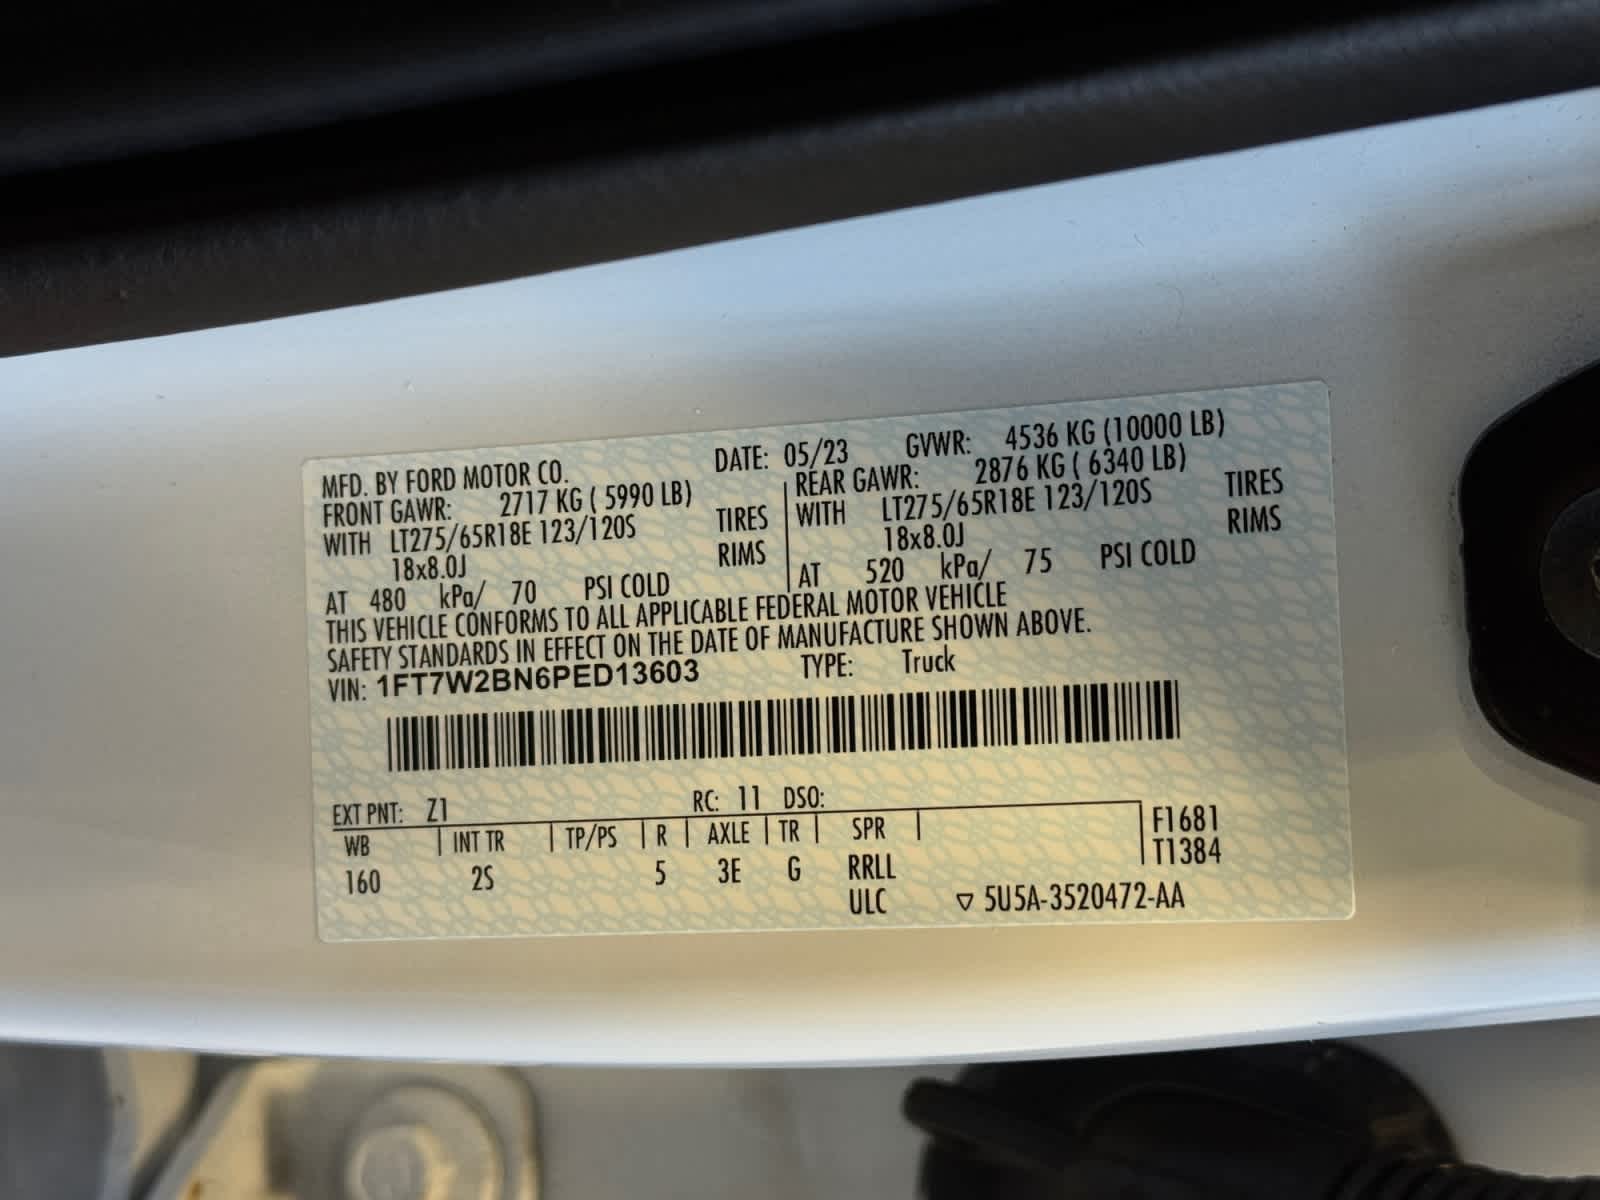 MFD. BY FORD MOTOR CO. DATE: 05/23 GVWR: 4536 KG (10000 LB)
FRONT GAWR: 2717 KG ( 5990 LB) REAR GAWR: 2876 KG ( 6340 LB)
WITH LT275/65R18E 123/120S TIRES WITH LT275/65R18E 123/120S TIRES
18x8.0J RIMS 18x8.0J RIMS
AT 480 kPa/ 70 PSI COLD AT 520 kPa/ 75 PSI COLD
THIS VEHICLE CONFORMS TO ALL APPLICABLE FEDERAL MOTOR VEHICLE
SAFETY STANDARDS IN EFFECT ON THE DATE OF MANUFACTURE SHOWN ABOVE.
VIN: 1FT7W2BN6PED13603 TYPE: Truck
EXT PNT: Z1 RC: 11 DSO:
WB INT TR TP/PS R AXLE TR SPR F1681
T1384
160 2S 5 3E G RRLL
ULC ▽ 5U5A-3520472-AA